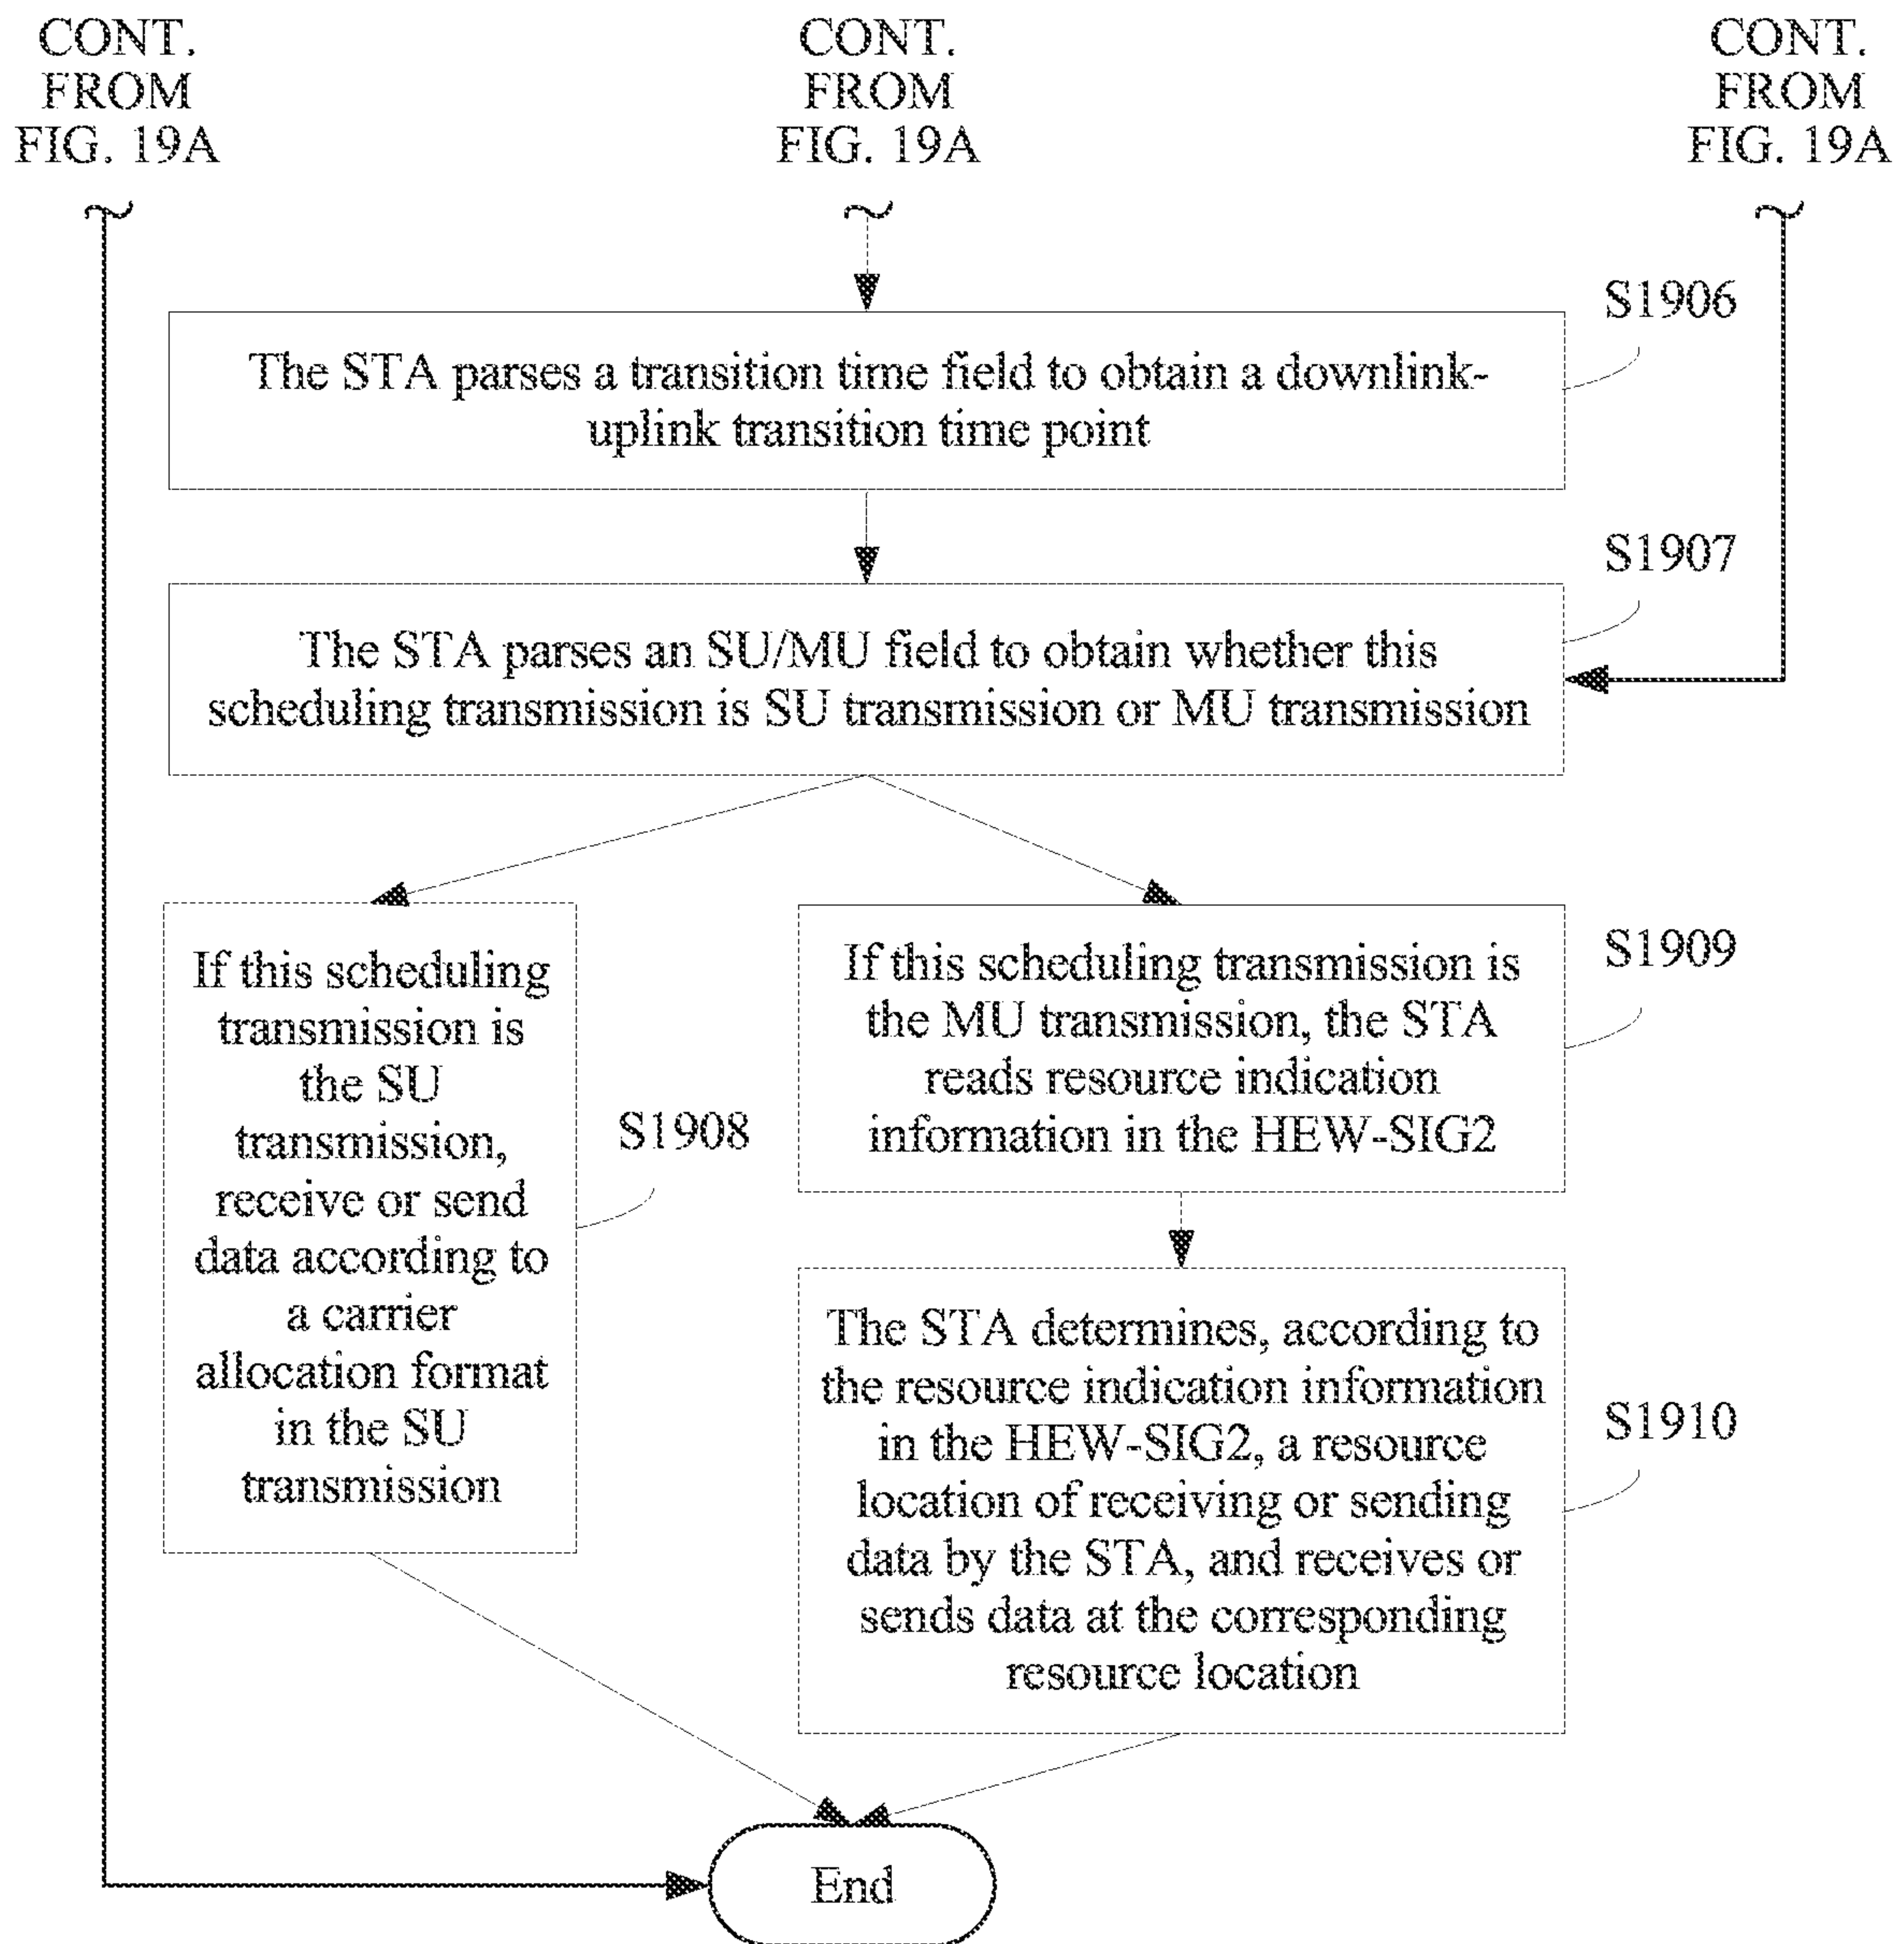 CONT.
FROM
FIG. 19A
CONT.
FROM
FIG. 19A
CONT.
FROM
FIG. 19A
S1906
The STA parses a transition time field to obtain a downlink-
uplink transition time point
S1907
The STA parses an SU/MU field to obtain whether this
scheduling transmission is SU transmission or MU transmission
If this scheduling
transmission is
the SU
transmission,
receive or send
data according to
a carrier
allocation format
in the SU
transmission
S1908
If this scheduling transmission is
the MU transmission, the STA
reads resource indication
information in the HEW-SIG2
S1909
The STA determines, according to
the resource indication information
in the HEW-SIG2, a resource
location of receiving or sending
data by the STA, and receives or
sends data at the corresponding
resource location
S1910
End